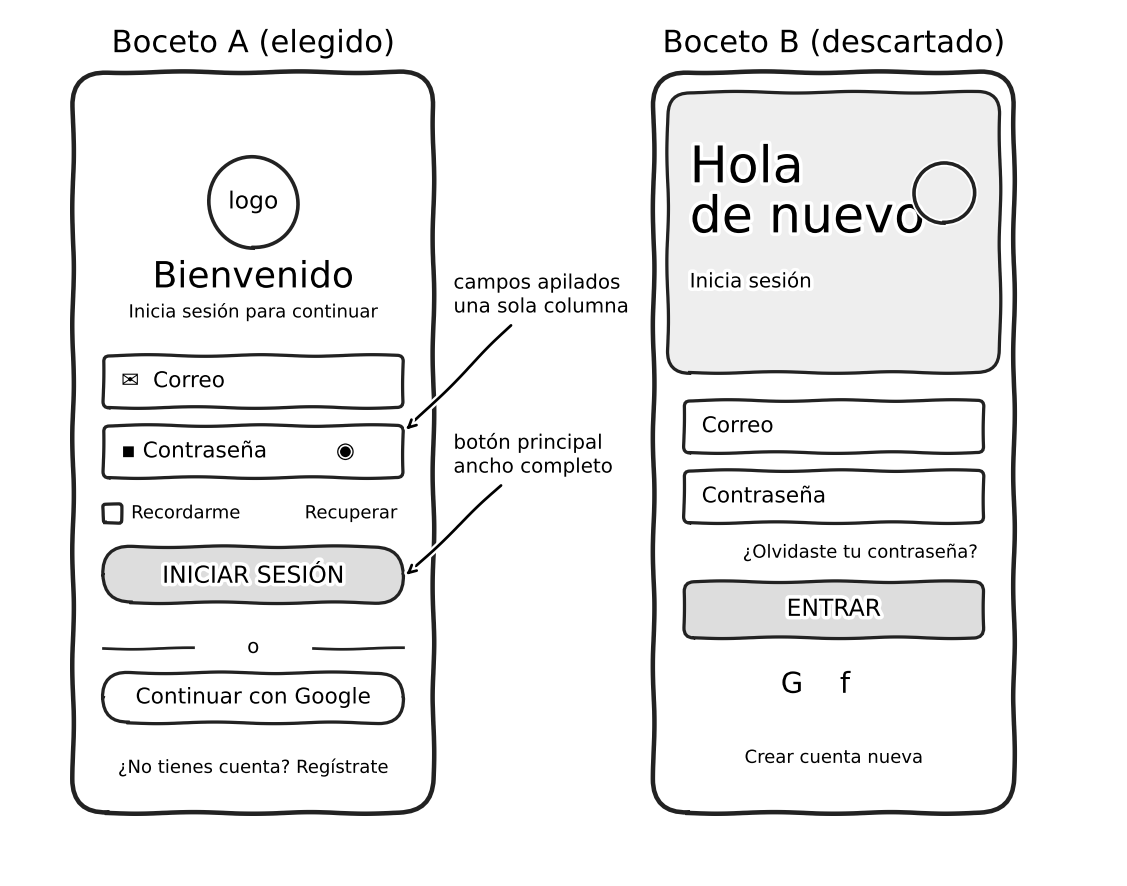 Boceto A (elegido)
logo
Bienvenido
Inicia sesión para continuar
✉ Correo
■ Contraseña ◉
Recordarme Recuperar
INICIAR SESIÓN
o
Continuar con Google
¿No tienes cuenta? Regístrate
campos apilados
una sola columna
botón principal
ancho completo
Boceto B (descartado)
Hola
de nuevo
Inicia sesión
Correo
Contraseña
¿Olvidaste tu contraseña?
ENTRAR
G f
Crear cuenta nueva